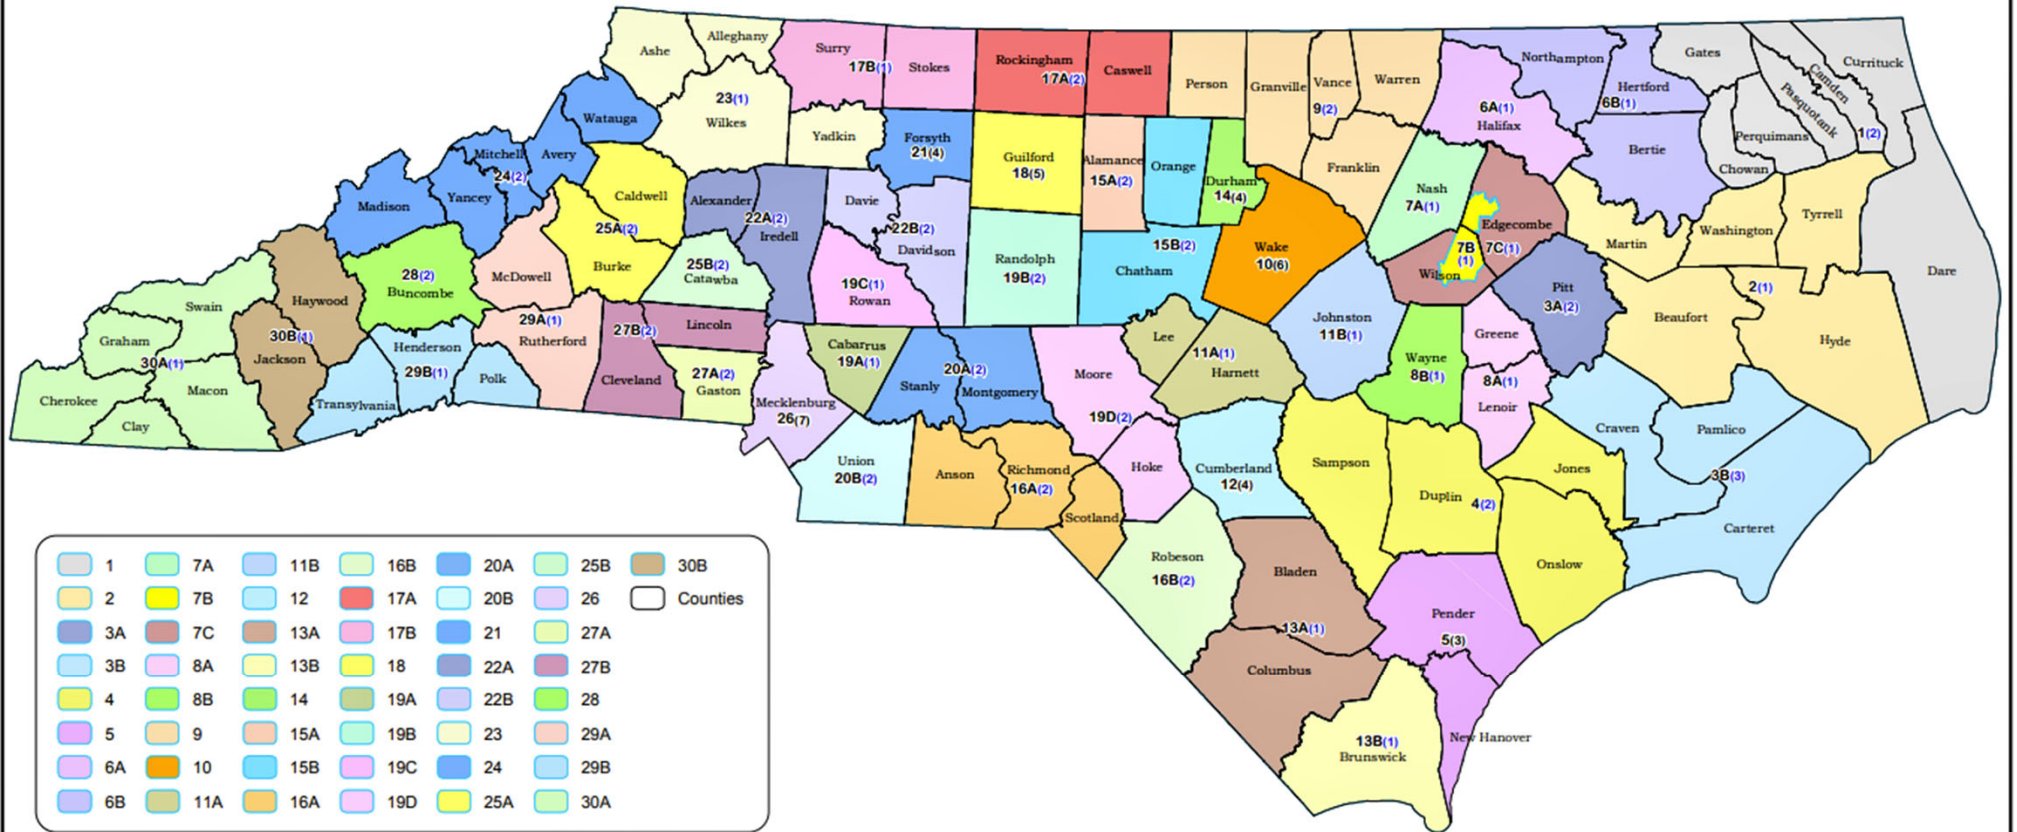 Ashe
Alleghany
Surry
17B(1)
Stokes
Rockingham
17A(2)
Caswell
Person
Granville
Vance
9(2)
Warren
Northampton
Gates
Currituck
Camden
Pasquotank
Hertford
6B(1)
6A(1)
Halifax
1(2)
Perquimans
Chowan
Bertie
23(1)
Wilkes
Yadkin
Watauga
Forsyth
21(4)
Guilford
18(5)
Alamance
15A(2)
Orange
Durham
14(4)
Franklin
Nash
7A(1)
Edgecombe
7C(1)
7B
(1)
Wilson
Mitchell
24(2)
Avery
Yancey
Madison
Caldwell
25A(2)
Burke
Alexander
22A(2)
Iredell
Davie
22B(2)
Davidson
Randolph
19B(2)
15B(2)
Chatham
Wake
10(6)
Martin
Washington
Tyrrell
Dare
Swain
Haywood
30B(1)
Jackson
28(2)
Buncombe
McDowell
25B(2)
Catawba
19C(1)
Rowan
Pitt
3A(2)
2(1)
Beaufort
Hyde
Graham
30A(1)
Macon
Cherokee
Clay
Henderson
29B(1)
Transylvania
Polk
29A(1)
Rutherford
27B(2)
Cleveland
Lincoln
27A(2)
Gaston
Mecklenburg
26(7)
Cabarrus
19A(1)
Stanly
20A(2)
Montgomery
Moore
19D(2)
Lee
11A(1)
Harnett
Johnston
11B(1)
Wayne
8B(1)
Greene
8A(1)
Lenoir
Craven
Pamlico
3B(3)
Carteret
Jones
Union
20B(2)
Anson
Richmond
16A(2)
Scotland
Hoke
Cumberland
12(4)
Sampson
Duplin
4(2)
Onslow
Robeson
16B(2)
Bladen
13A(1)
Columbus
Pender
5(3)
New Hanover
13B(1)
Brunswick
1 7A 11B 16B 20A 25B 30B
2 7B 12 17A 20B 26 Counties
3A 7C 13A 17B 21 27A
3B 8A 13B 18 22A 27B
4 8B 14 19A 22B 28
5 9 15A 19B 23 29A
6A 10 15B 19C 24 29B
6B 11A 16A 19D 25A 30A